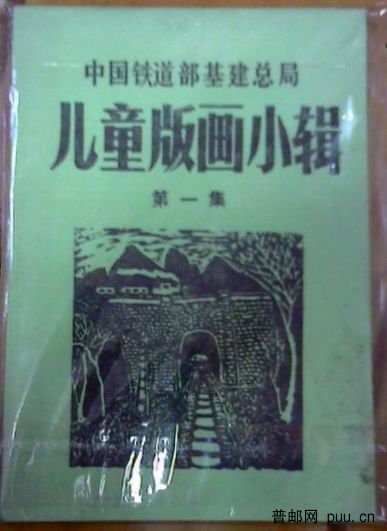 中国铁道部基建总局
儿童版画小辑
第一集
普邮网 puu.cn